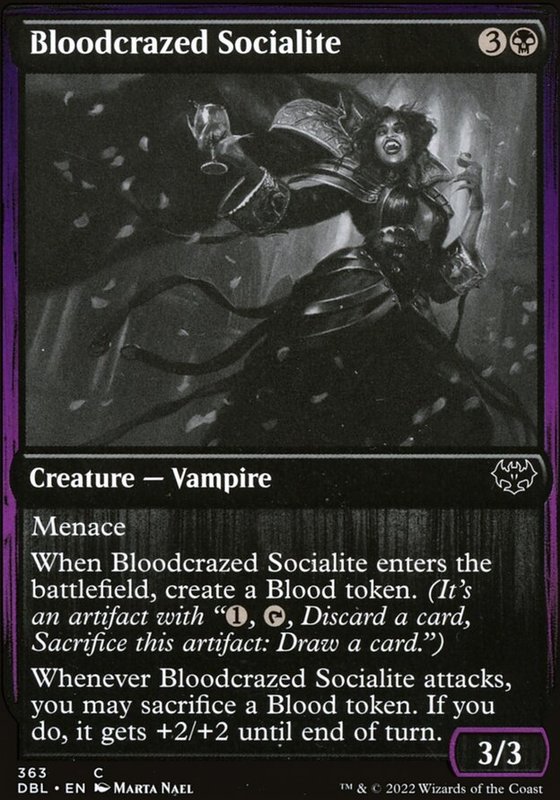 Bloodcrazed Socialite 3
Creature — Vampire
Menace
When Bloodcrazed Socialite enters the
battlefield, create a Blood token. (It's
an artifact with “1, , Discard a card,
Sacrifice this artifact: Draw a card.”)
Whenever Bloodcrazed Socialite attacks,
you may sacrifice a Blood token. If you
do, it gets +2/+2 until end of turn.
3/3
363 C
DBL • EN Marta Nael
™ & © 2022 Wizards of the Coast